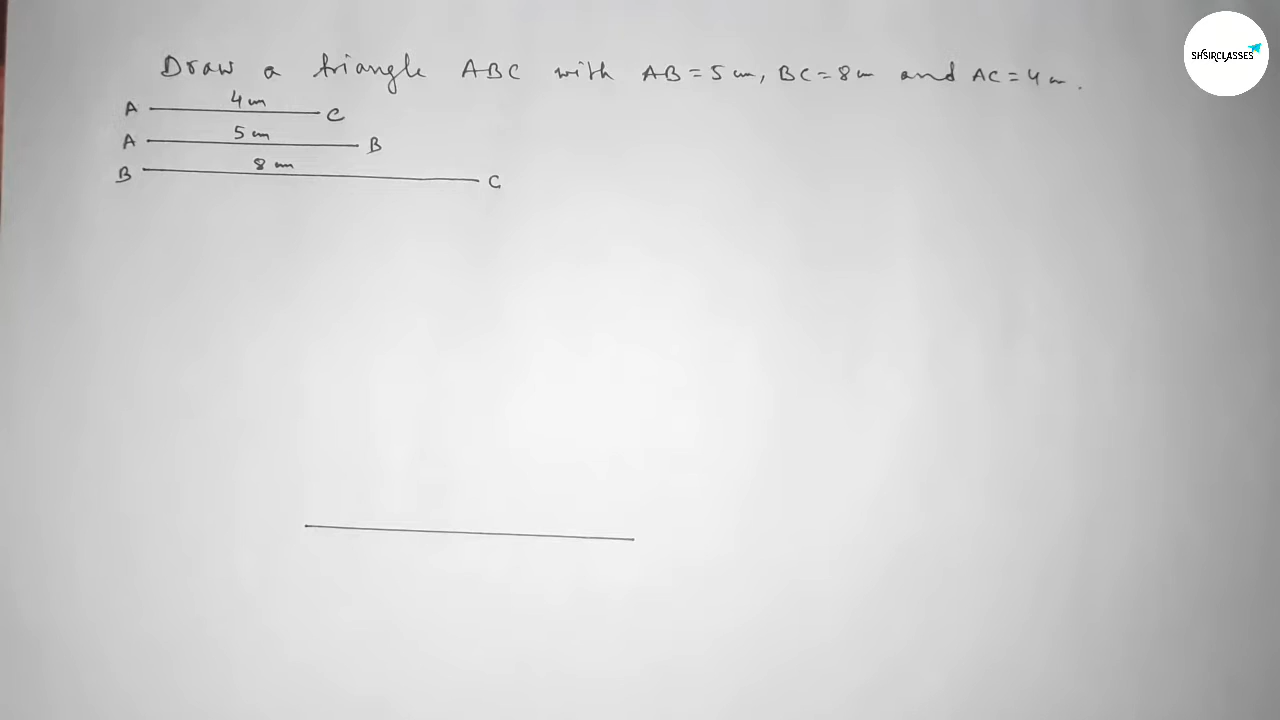 Draw a triangle ABC with AB = 5 cm, BC = 8 cm and AC = 4 cm.
SHSIRCLASSES
A 4 cm C
A 5 cm B
B 8 cm C